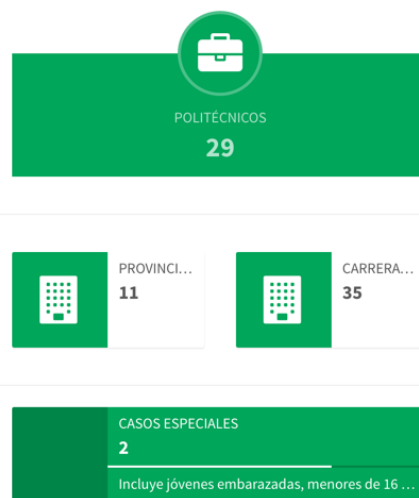 POLITÉCNICOS
29
PROVINCI...
11
CARRERA...
35
CASOS ESPECIALES
2
Incluye jóvenes embarazadas, menores de 16 ...